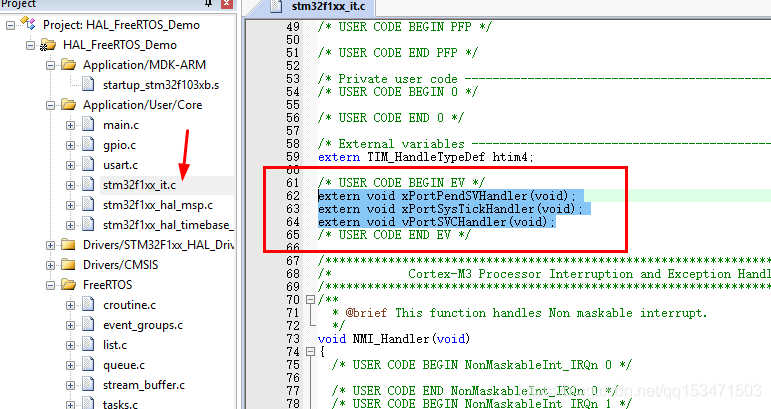 Project
Project: HAL_FreeRTOS_Demo
HAL_FreeRTOS_Demo
Application/MDK-ARM
startup_stm32f103xb.s
Application/User/Core
main.c
gpio.c
usart.c
stm32f1xx_it.c
stm32f1xx_hal_msp.c
stm32f1xx_hal_timebase_
Drivers/STM32F1xx_HAL_Driv
Drivers/CMSIS
FreeRTOS
croutine.c
event_groups.c
list.c
queue.c
stream_buffer.c
tasks.c
stm32f1xx_it.c
49 /* USER CODE BEGIN PFP */
50
51 /* USER CODE END PFP */
52
53 /* Private user code ---------------------------------
54 /* USER CODE BEGIN 0 */
55
56 /* USER CODE END 0 */
57
58 /* External variables --------------------------------
59 extern TIM_HandleTypeDef htim4;
60
61 /* USER CODE BEGIN EV */
62 extern void xPortPendSVHandler(void);
63 extern void xPortSysTickHandler(void);
64 extern void vPortSVCHandler(void);
65 /* USER CODE END EV */
66
67 /*****************************************************
68 /* Cortex-M3 Processor Interruption and Exception Handl
69 /*****************************************************
70 /**
71 * @brief This function handles Non maskable interrupt.
72 */
73 void NMI_Handler(void)
74 {
75 /* USER CODE BEGIN NonMaskableInt_IRQn 0 */
76
77 /* USER CODE END NonMaskableInt_IRQn 0 */
78 /* USER CODE BEGIN NonMaskableInt_IRQn 1 */